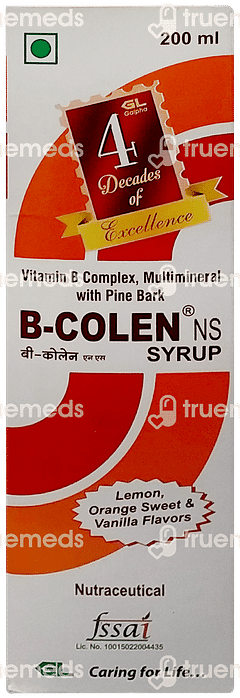 200 ml
GL
Galpha
4
Decades
of
Excellence
Vitamin B Complex, Multimineral
with Pine Bark
B-COLEN® NS
बी-कोलेन एन एस SYRUP
Lemon,
Orange Sweet &
Vanilla Flavors
Nutraceutical
fssai
Lic. No. 10015022004435
GL Caring for Life...
truemeds